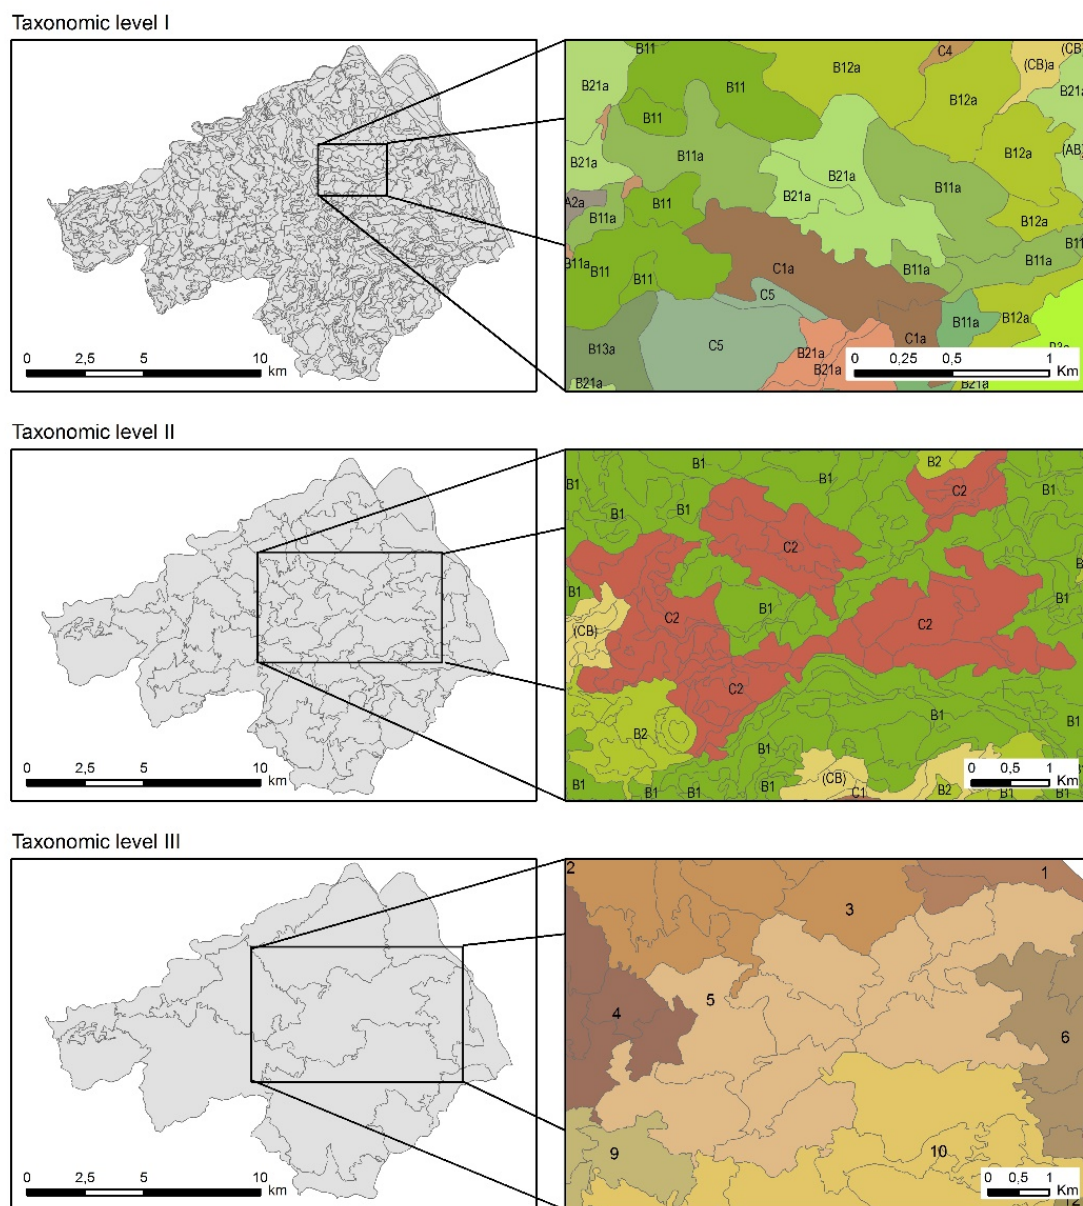 Taxonomic level I
B11 B12a C4 (CB)a (CB)
B21a B11 B12a B21a
B11
B21a B11a B21a B12a (AB)
B21a B11a
A2a B11 B12a
B11a B11
B11a B11 B11 C1a B11a B11a
C5 B11a B12a
B13a C5 B21a C1a
B21a B21a B21a
0 2,5 5 10
km
0 0,25 0,5 1
Km
Taxonomic level II
B1 B1 B2
B1 B1 B1 C2 B1
B1 C2
B1 B1 B1
(CB) C2 C2
C2
B2 B1
B1 (CB)
B1 B1 B1 B1 C1 B2 B1
0 2,5 5 10
km
0 0,5 1
Km
Taxonomic level III
2 1
3
4 5
6
9 10
0 2,5 5 10
km
0 0,5 1
Km